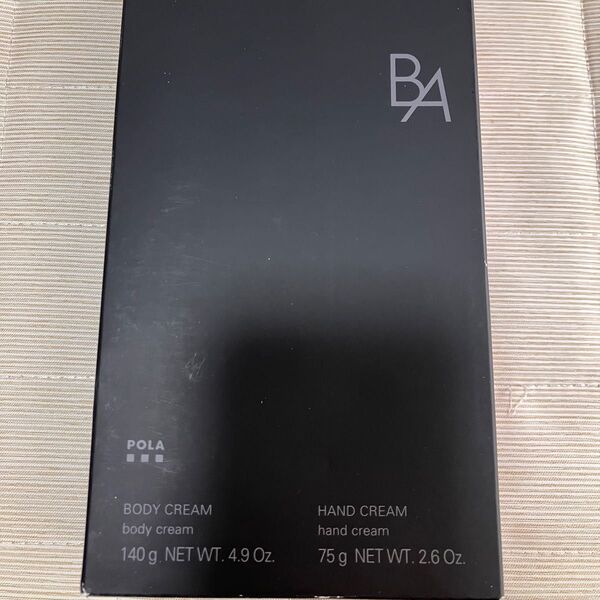 BA
POLA
BODY CREAM
body cream
140 g NET WT. 4.9 Oz.
HAND CREAM
hand cream
75 g NET WT. 2.6 Oz.